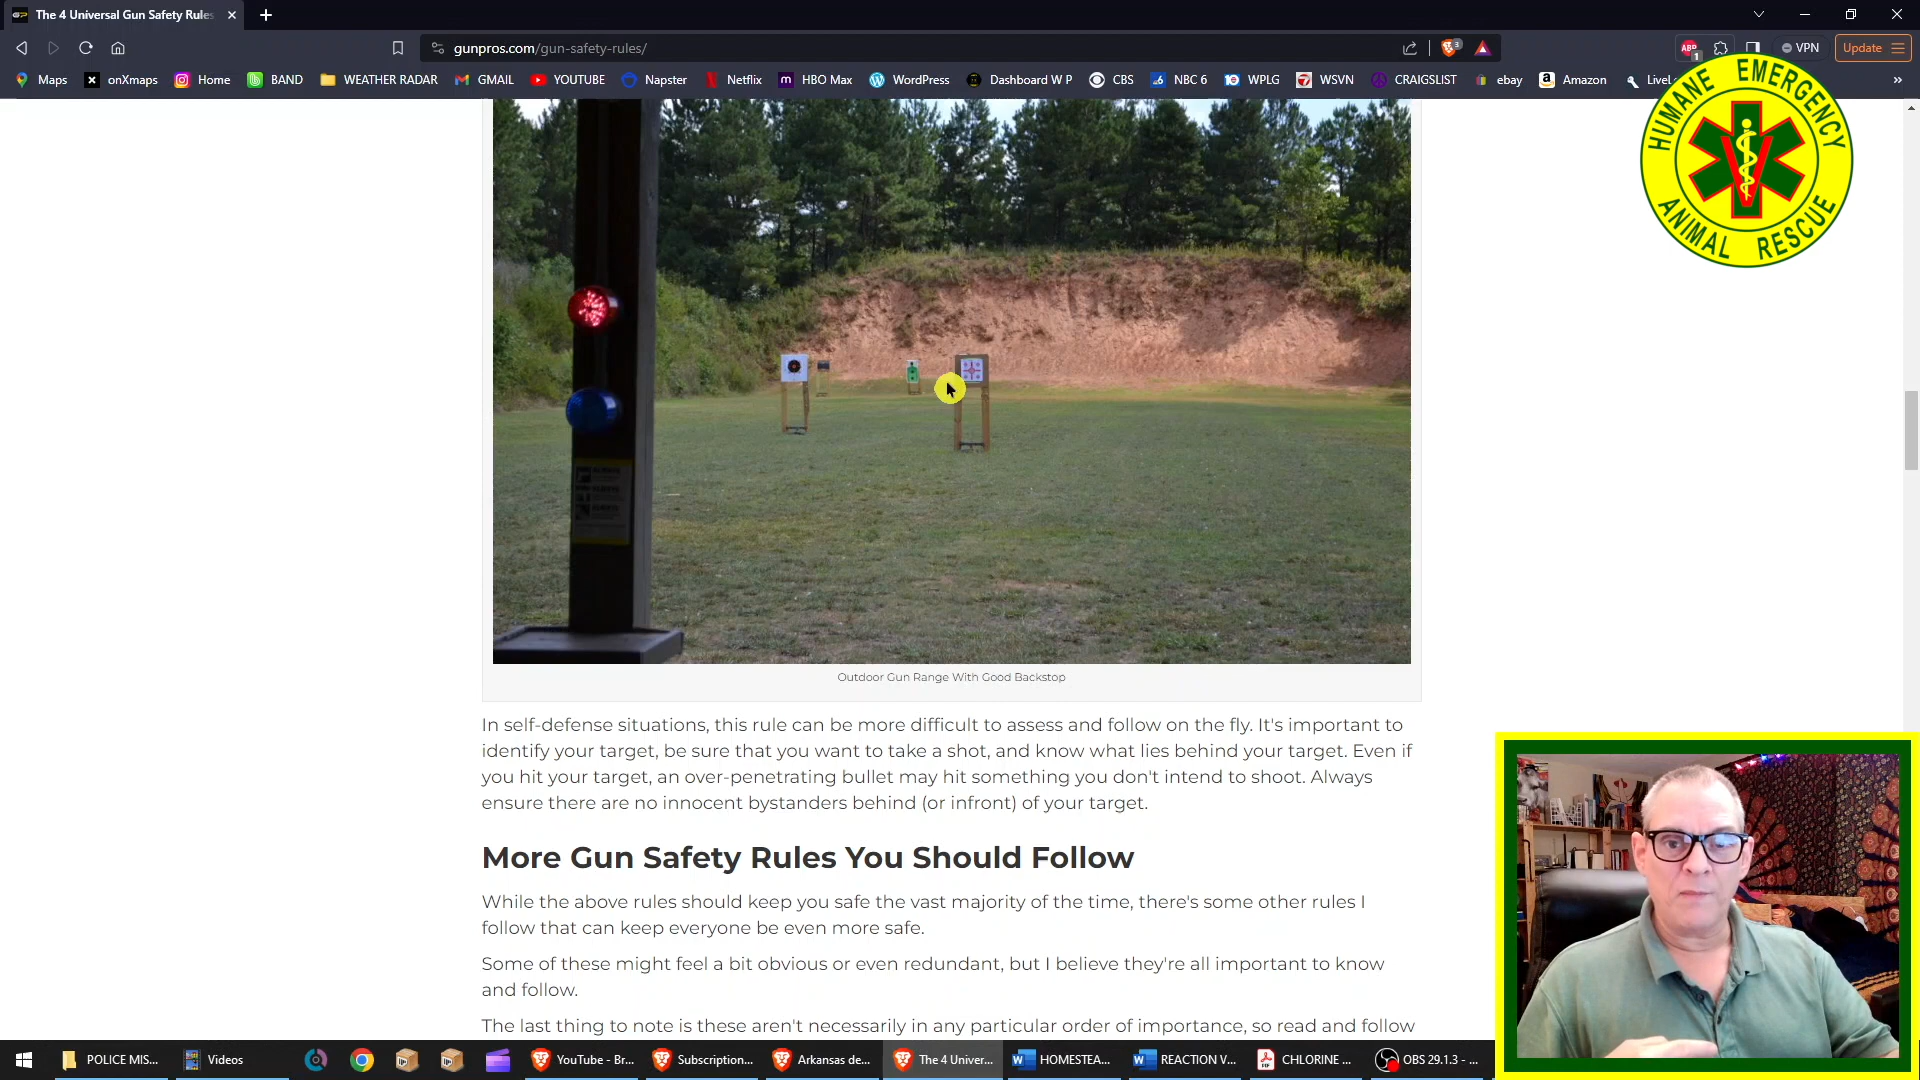 The 4 Universal Gun Safety Rules
gunpros.com/gun-safety-rules/
3
ABP
1
VPN
Update
Maps
onXmaps
Home
BAND
WEATHER RADAR
GMAIL
YOUTUBE
Napster
Netflix
HBO Max
WordPress
Dashboard W P
CBS
NBC 6
WPLG
WSVN
CRAIGSLIST
ebay
Amazon
HUMANE EMERGENCY
ANIMAL RESCUE
Outdoor Gun Range With Good Backstop
In self-defense situations, this rule can be more difficult to assess and follow on the fly. It's important to
identify your target, be sure that you want to take a shot, and know what lies behind your target. Even if
you hit your target, an over-penetrating bullet may hit something you don't intend to shoot. Always
ensure there are no innocent bystanders behind (or infront) of your target.
More Gun Safety Rules You Should Follow
While the above rules should keep you safe the vast majority of the time, there's some other rules I
follow that can keep everyone be even more safe.
Some of these might feel a bit obvious or even redundant, but I believe they're all important to know
and follow.
The last thing to note is these aren't necessarily in any particular order of importance, so read and follow
POLICE MIS...
Videos
YouTube - Br...
Subscription...
Arkansas de...
The 4 Univer...
HOMESTEA...
REACTION V...
CHLORINE ...
OBS 29.1.3 - ...